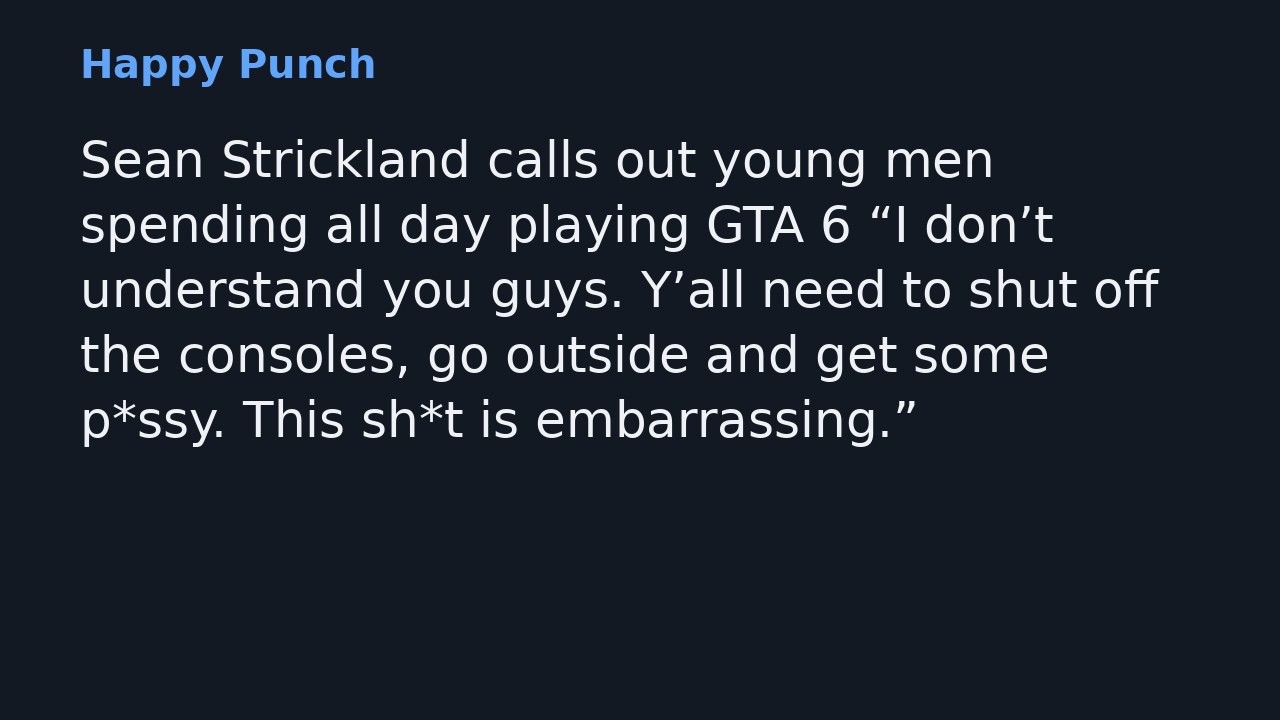 Happy Punch
Sean Strickland calls out young men
spending all day playing GTA 6 “I don’t
understand you guys. Y’all need to shut off
the consoles, go outside and get some
p*ssy. This sh*t is embarrassing.”